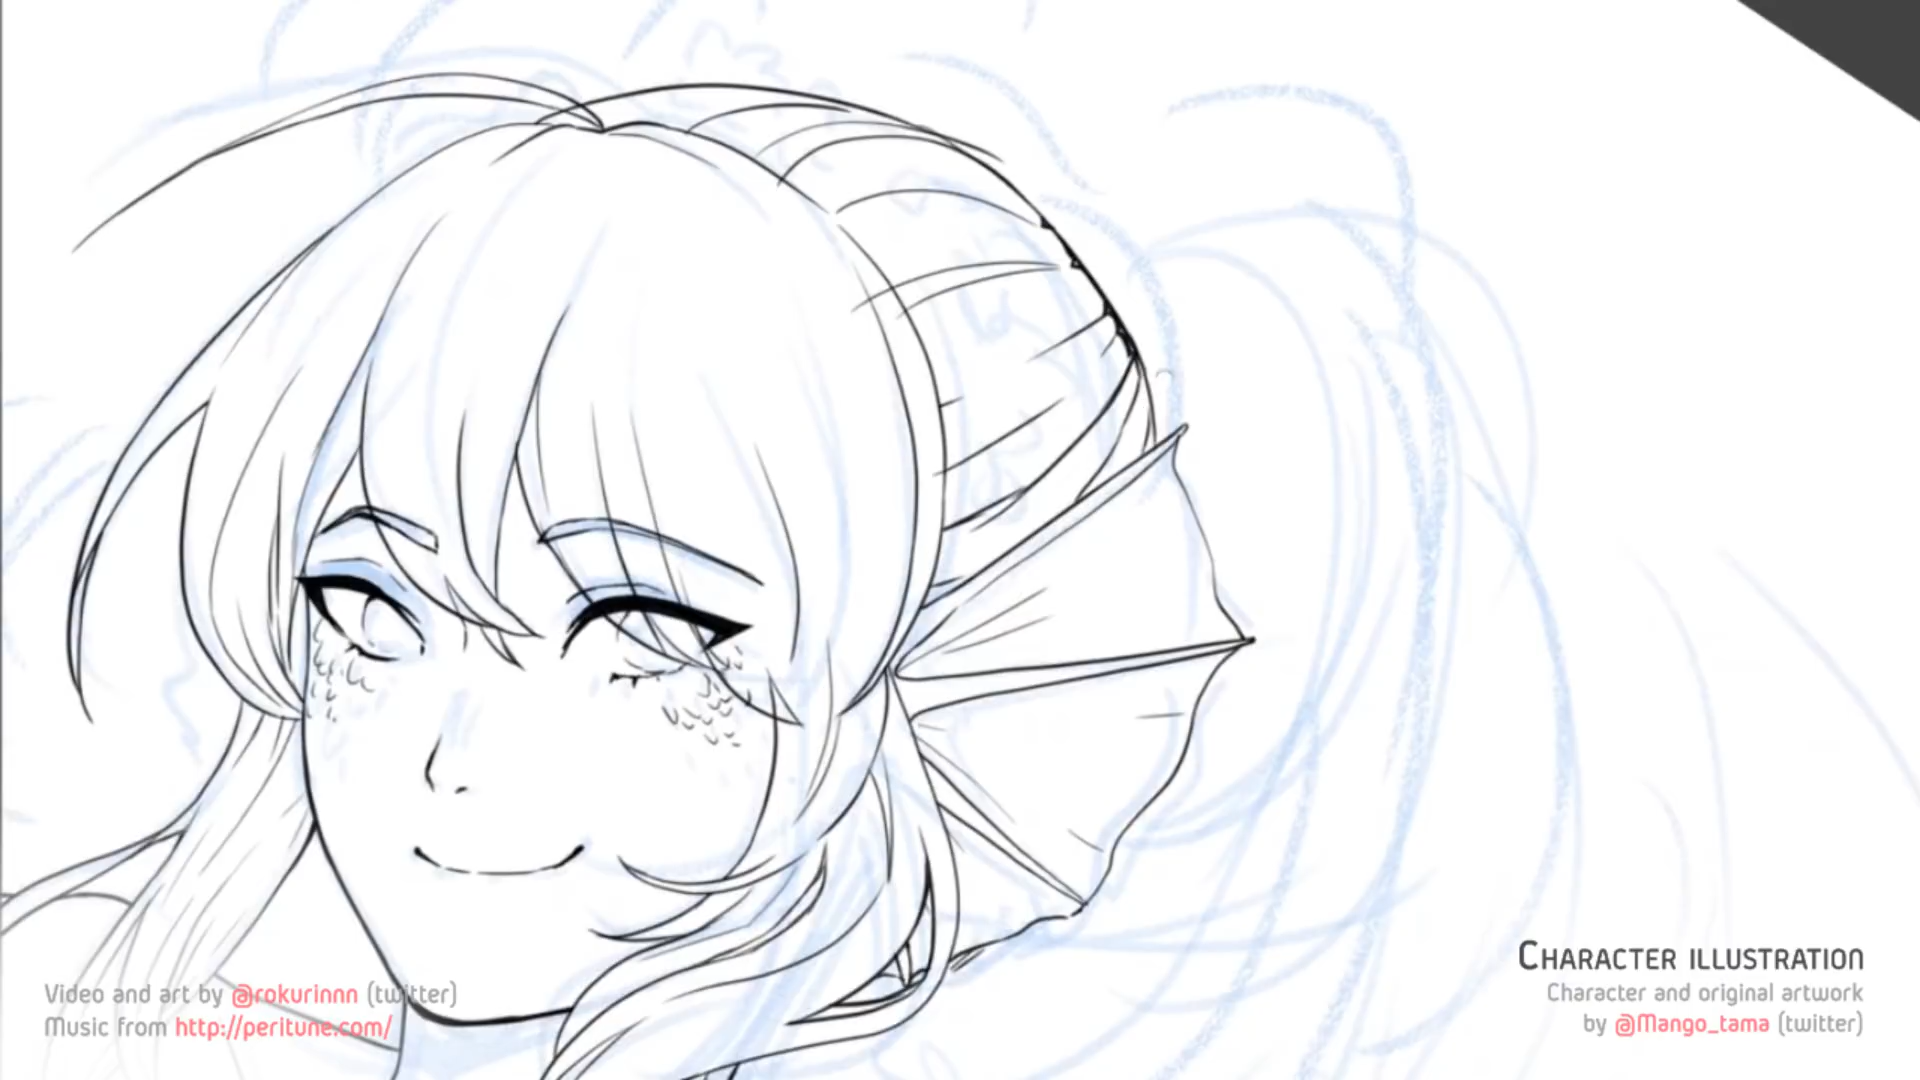 Video and art by @rokurinnn (twitter)
Music from http://peritune.com/
Character illustration
Character and original artwork
by @Mango_tama (twitter)